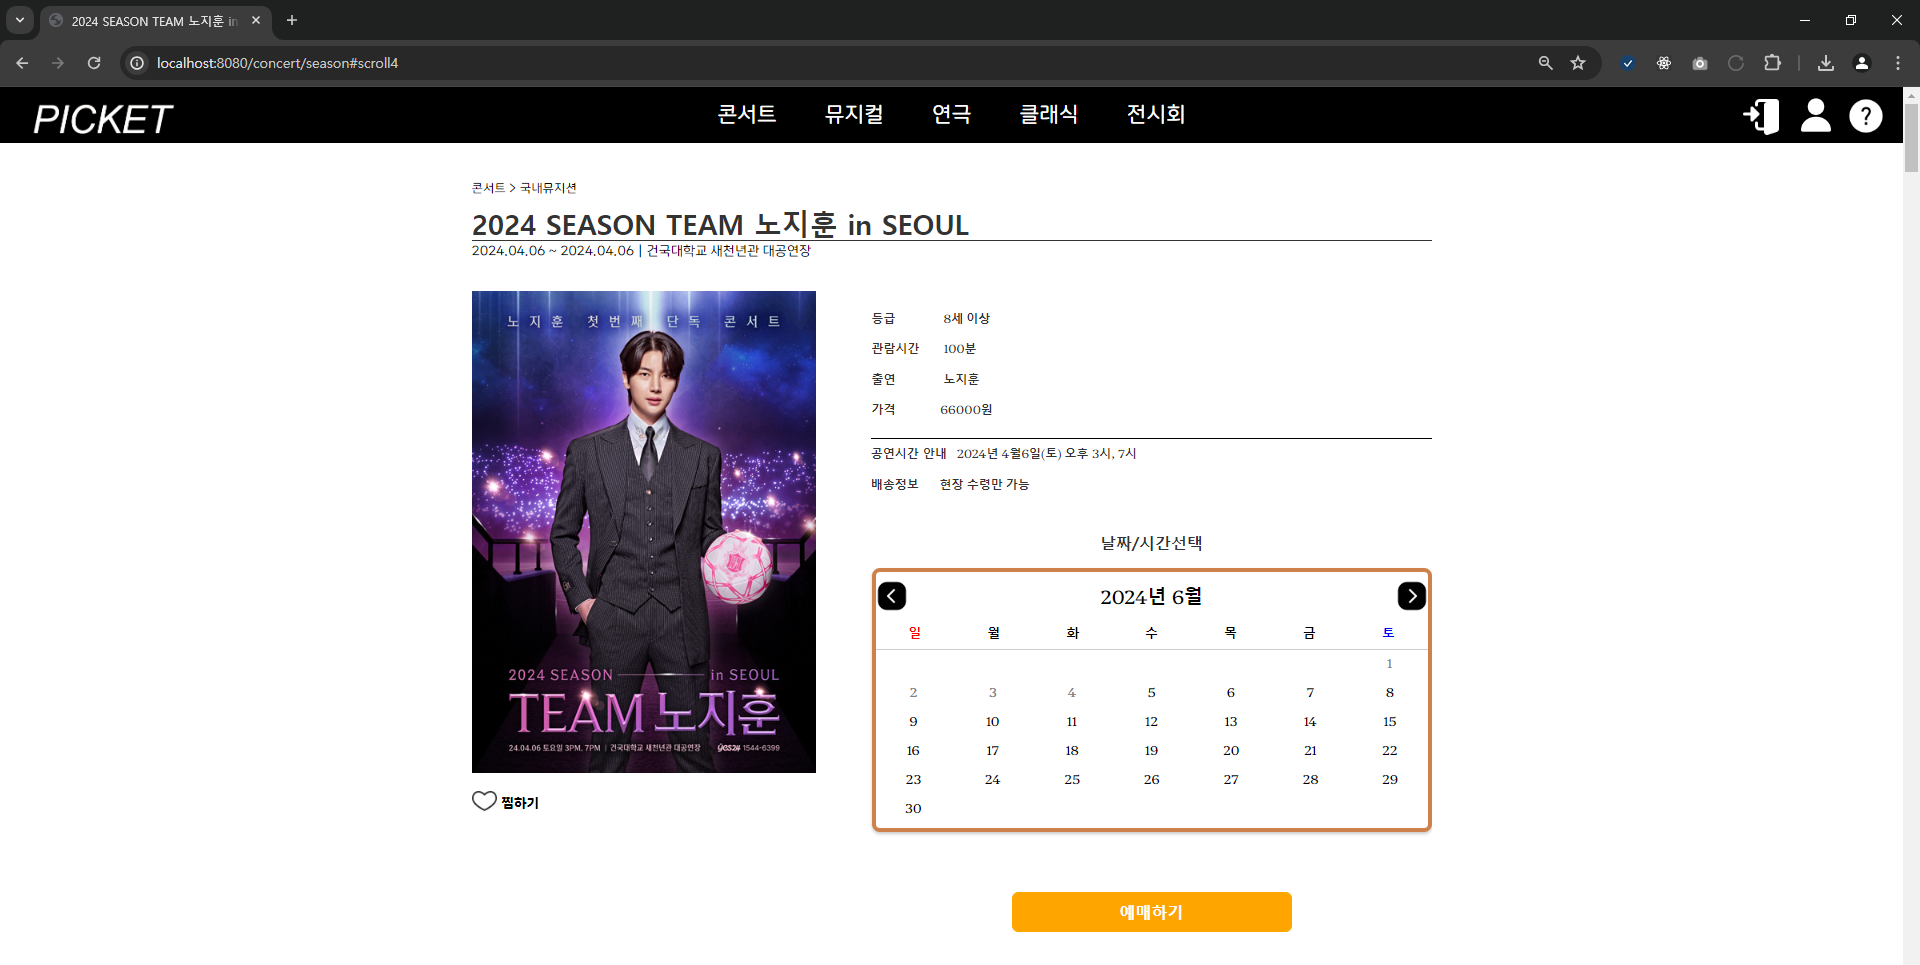 2024 SEASON TEAM 노지훈 in
localhost:8080/concert/season#scroll4
PICKET
콘서트 뮤지컬 연극 클래식 전시회
?
콘서트 > 국내뮤지션
2024 SEASON TEAM 노지훈 in SEOUL
2024.04.06 ~ 2024.04.06 | 건국대학교 새천년관 대공연장
노지훈 첫번째 단독 콘서트
2024 SEASON in SEOUL
TEAM 노지훈
24.04.06 토요일 3PM, 7PM | 건국대학교 새천년관 대공연장 yes24 1544-6399
찜하기
등급 8세 이상
관람시간 100분
출연 노지훈
가격 66000원
공연시간 안내 2024년 4월6일(토) 오후 3시, 7시
배송정보 현장 수령만 가능
날짜/시간선택
2024년 6월
일 월 화 수 목 금 토
1
2 3 4 5 6 7 8
9 10 11 12 13 14 15
16 17 18 19 20 21 22
23 24 25 26 27 28 29
30
예매하기